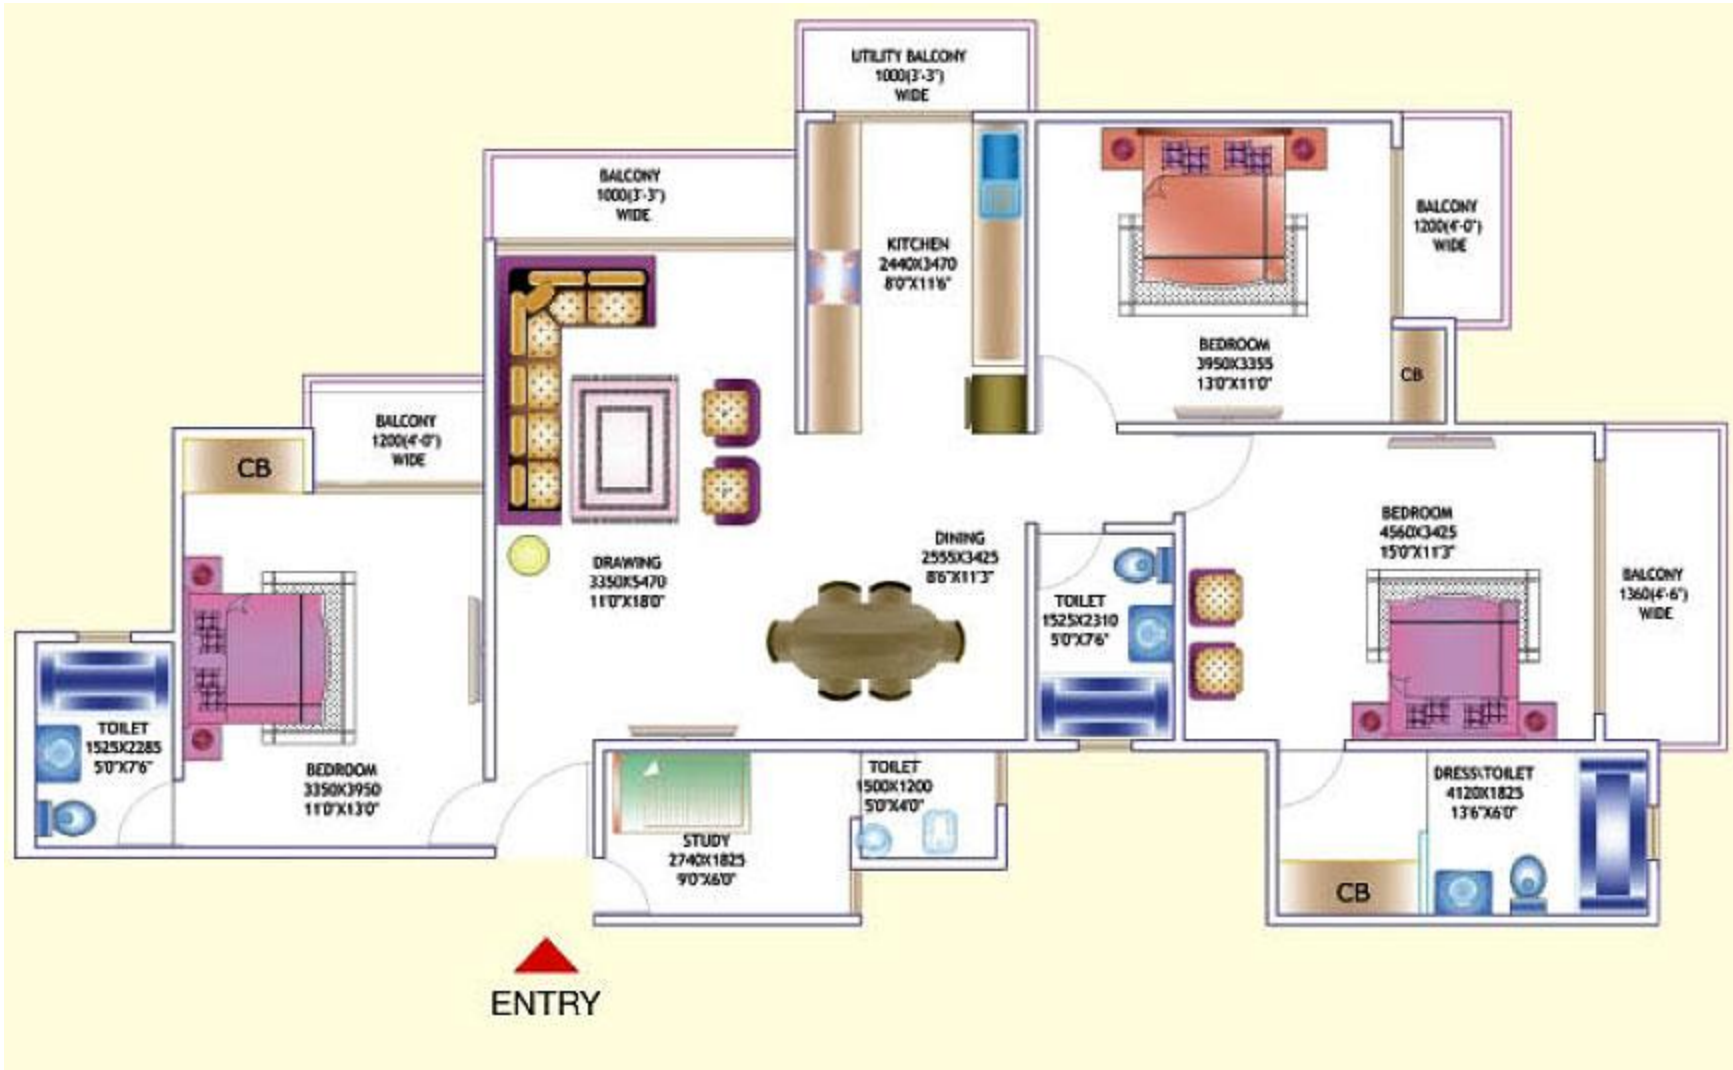 UTILITY BALCONY
1000(3'-3")
WIDE
BALCONY
1000(3'-3")
WIDE
BALCONY
1200(4'-0")
WIDE
KITCHEN
2440X3470
8'0"X11'6"
BEDROOM
3950X3355
13'0"X11'0"
CB
BALCONY
1200(4'-0")
WIDE
CB
BEDROOM
4560X3425
15'0"X11'3"
DINING
2555X3425
8'6"X11'3"
DRAWING
3350X5470
11'0"X18'0"
TOILET
1525X2310
5'0"X7'6"
BALCONY
1360(4'-6")
WIDE
TOILET
1525X2285
5'0"X7'6"
BEDROOM
3350X3950
11'0"X13'0"
TOILET
1500X1200
5'0"X4'0"
DRESS\TOILET
4120X1825
13'6"X6'0"
STUDY
2740X1825
9'0"X6'0"
CB
ENTRY